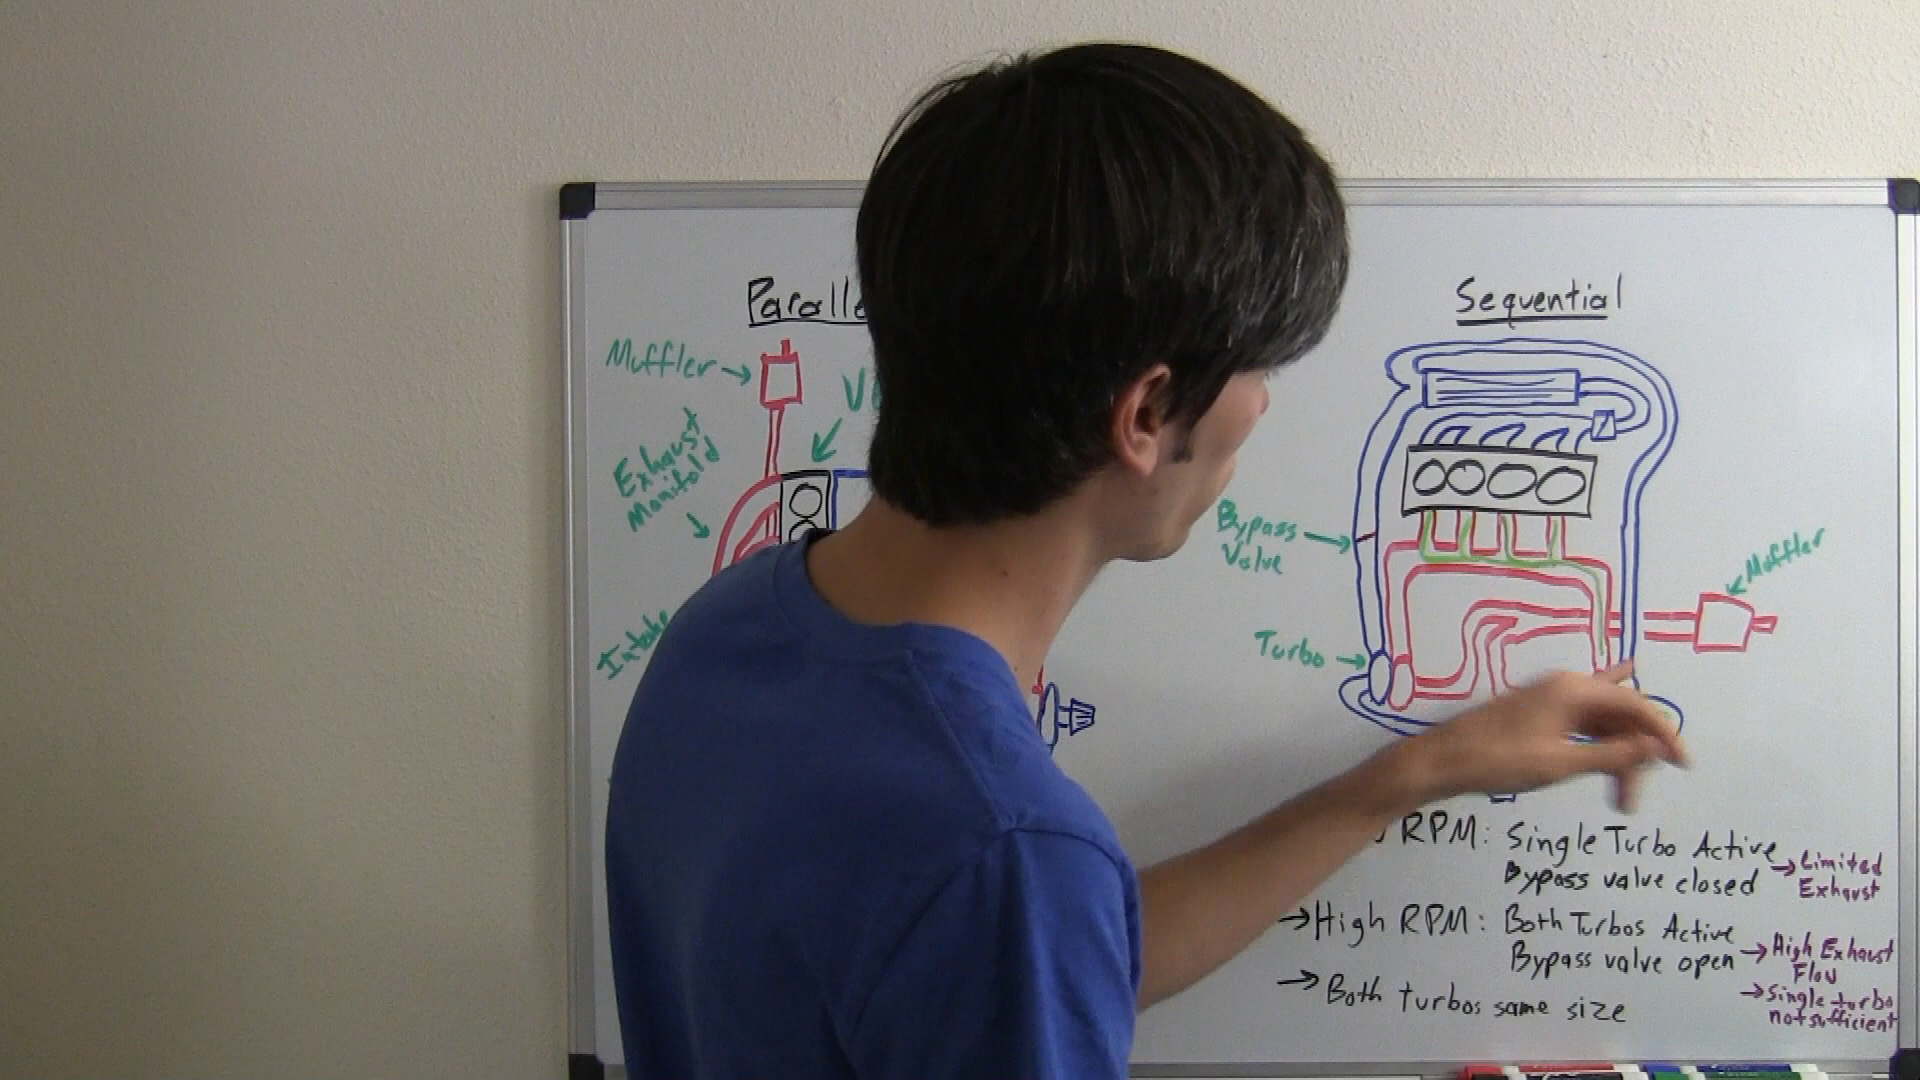 Sequential
Muffler
Exhaust
Manifold
Intake
Bypass
Valve
Muffler
Turbo
RPM: Single Turbo Active
Bypass valve closed
→ Limited
Exhaust
→ High RPM: Both Turbos Active
Bypass valve open
→ High Exhaust
Flow
→ Single turbo
not sufficient
→ Both turbos same size